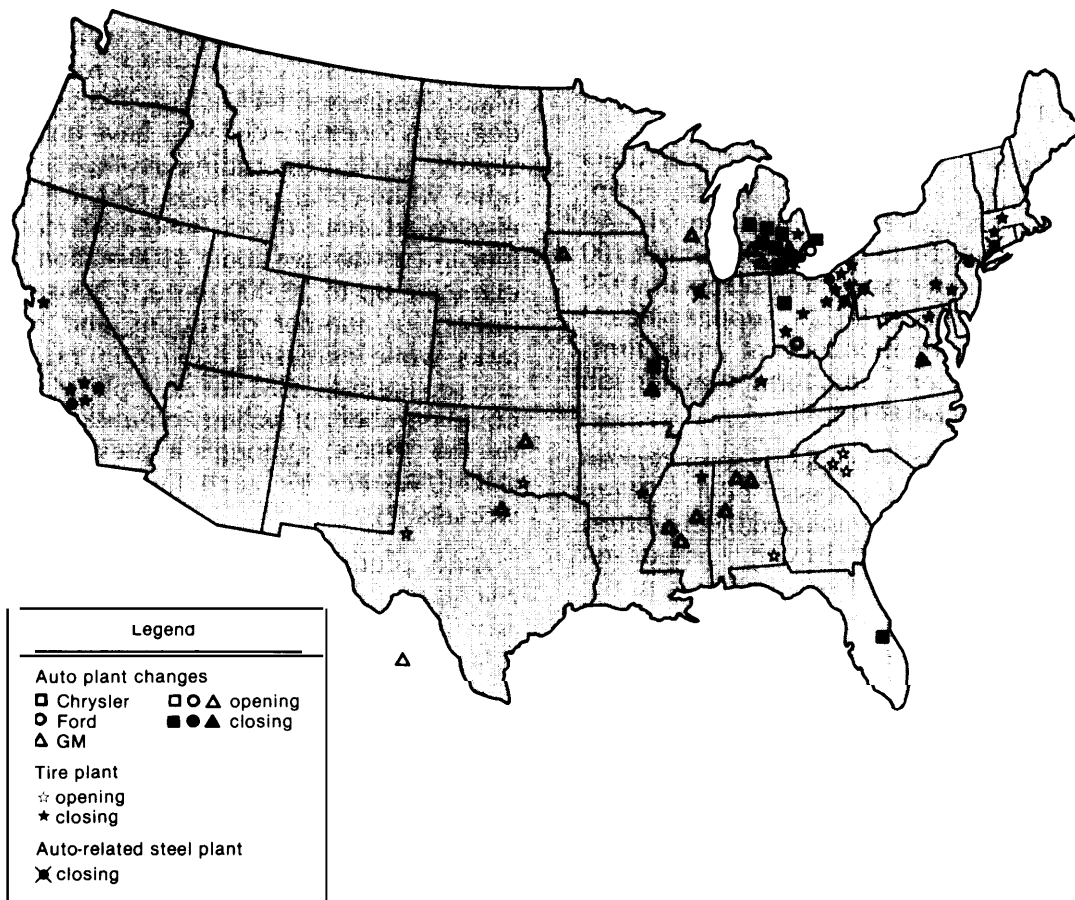 Legend
Auto plant changes
Chrysler opening
Ford closing
GM
Tire plant
opening
closing
Auto-related steel plant
closing